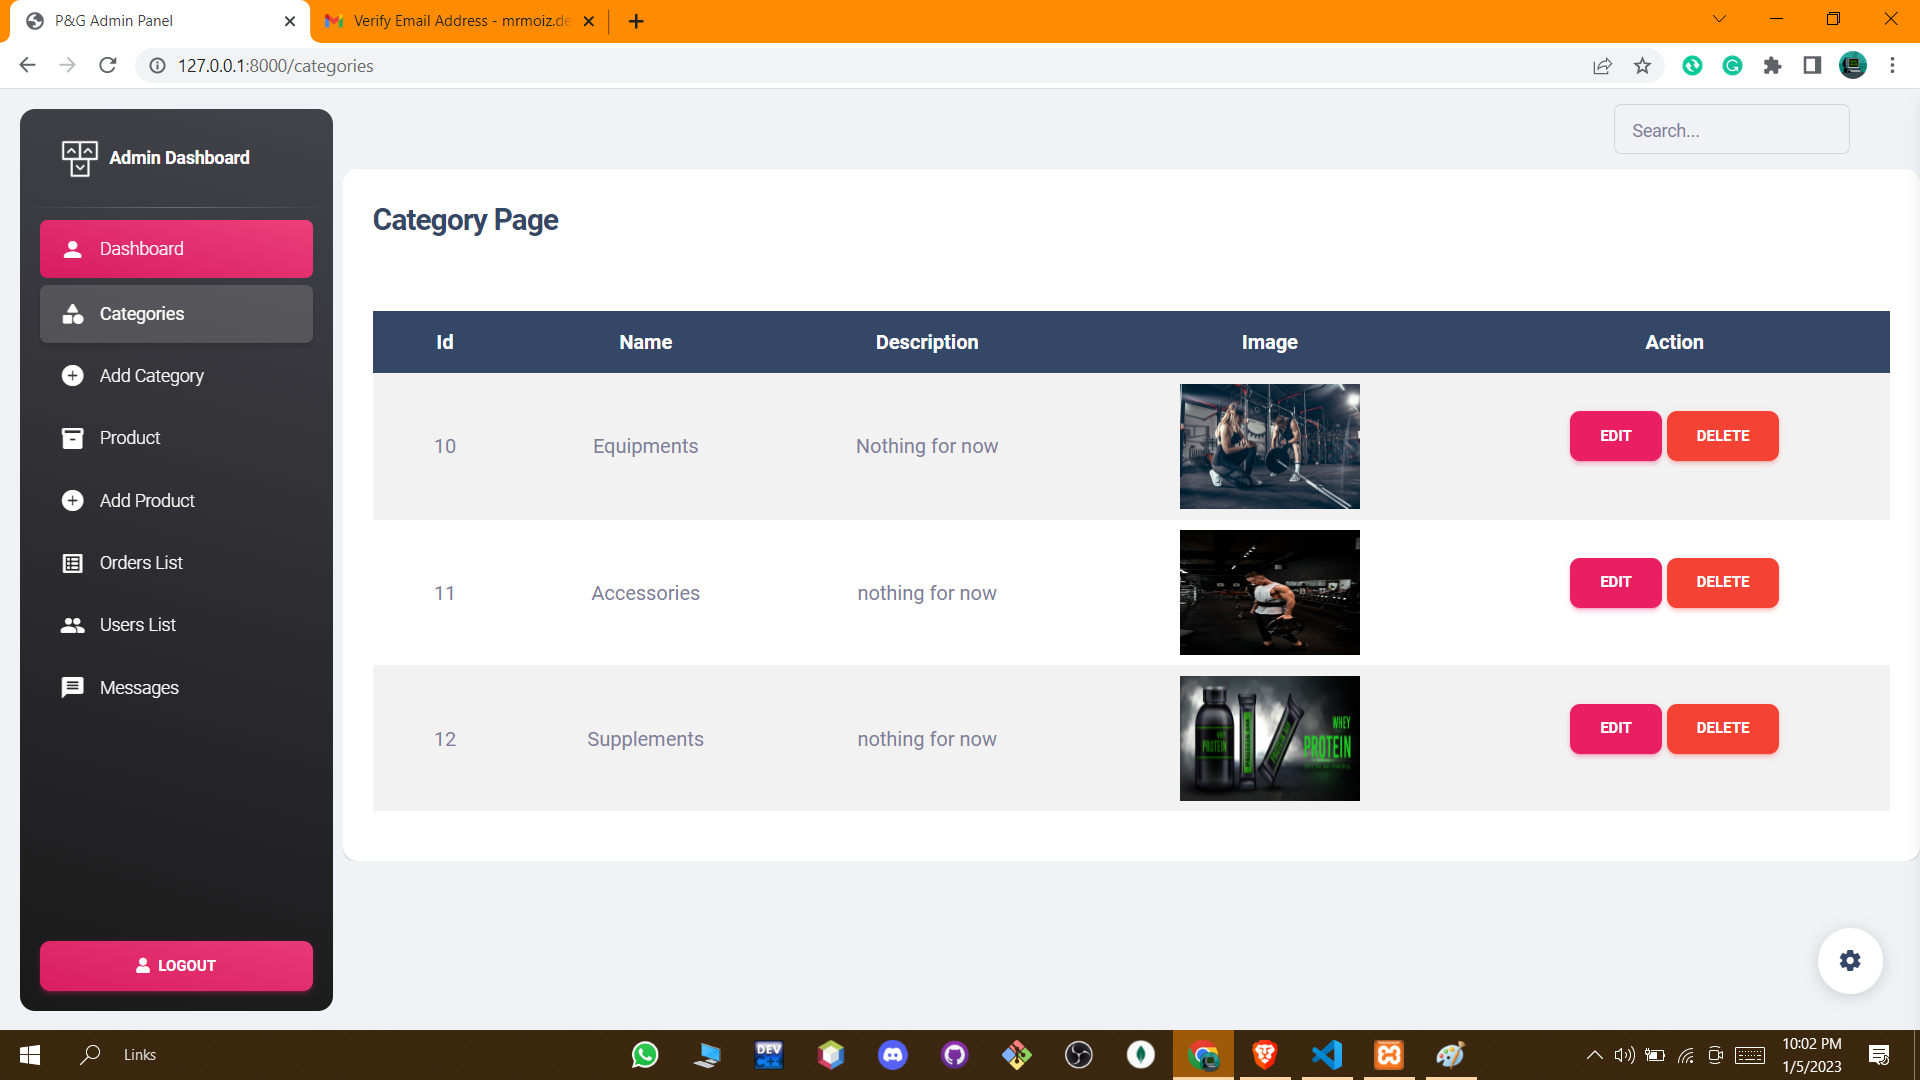 P&G Admin Panel
Verify Email Address - mrmoiz.de
127.0.0.1:8000/categories
Search...
Admin Dashboard
Dashboard
Categories
Add Category
Product
Add Product
Orders List
Users List
Messages
LOGOUT
Category Page
Id Name Description Image Action
10 Equipments Nothing for now EDIT DELETE
11 Accessories nothing for now EDIT DELETE
12 Supplements nothing for now EDIT DELETE
WHEY
PROTEIN
WHEY
PROTEIN
Links
DEV
C++
10:02 PM
1/5/2023